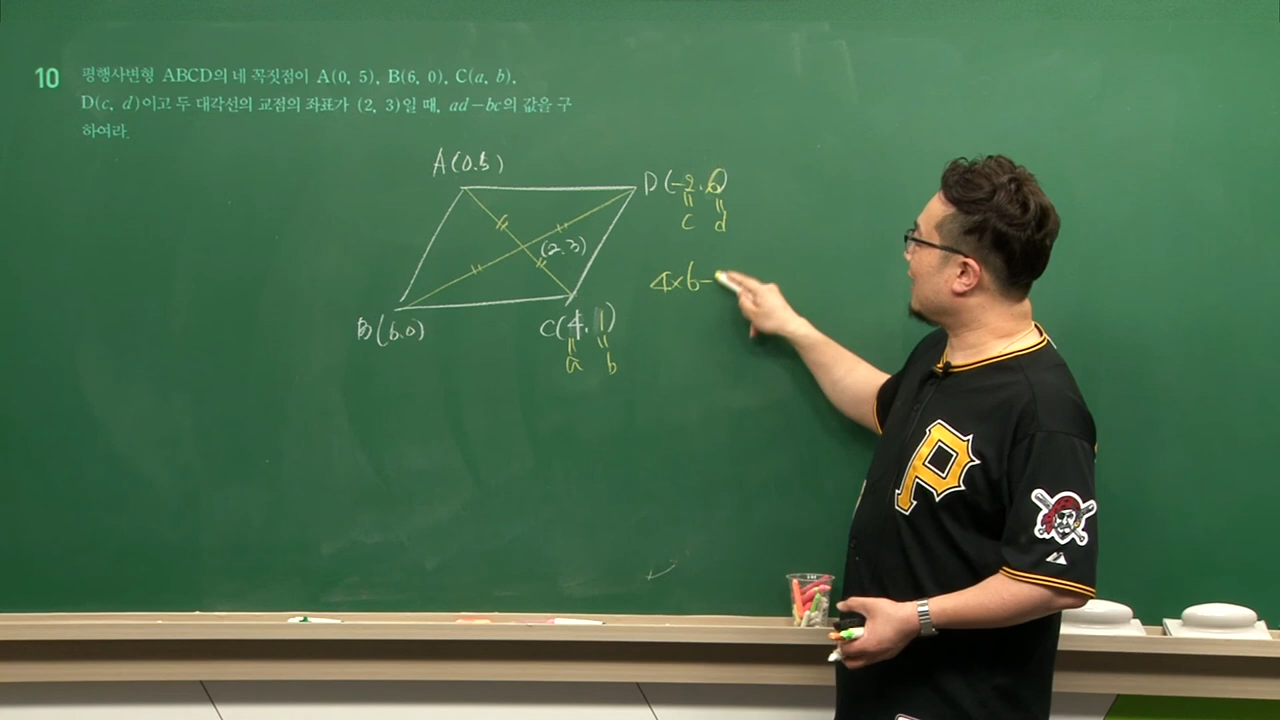 10 평행사변형 ABCD의 네 꼭짓점이 A(0, 5), B(6, 0), C(a, b),
D(c, d)이고 두 대각선의 교점의 좌표가 (2, 3)일 때, ad-bc의 값을 구
하여라.
A(0.5)
D(-2.6)
c d
(2.3)
4×6-
B(6.0)
C(4.1)
a b
P